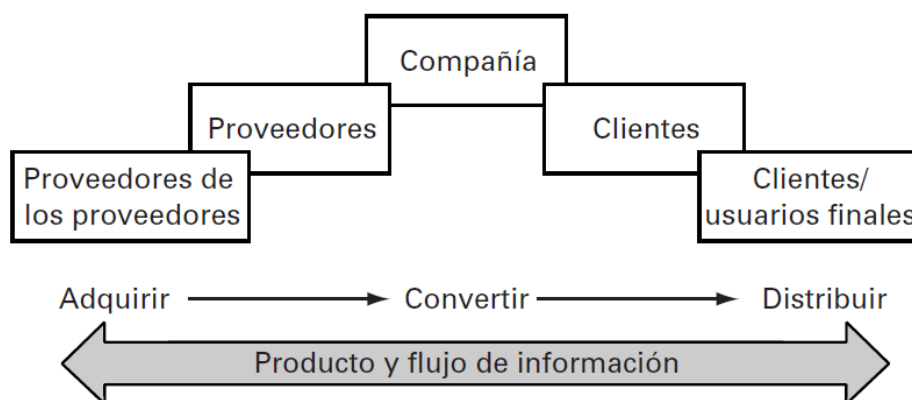 Compañía
Proveedores
Clientes
Proveedores de
los proveedores
Clientes/
usuarios finales
Adquirir
Convertir
Distribuir
Producto y flujo de información